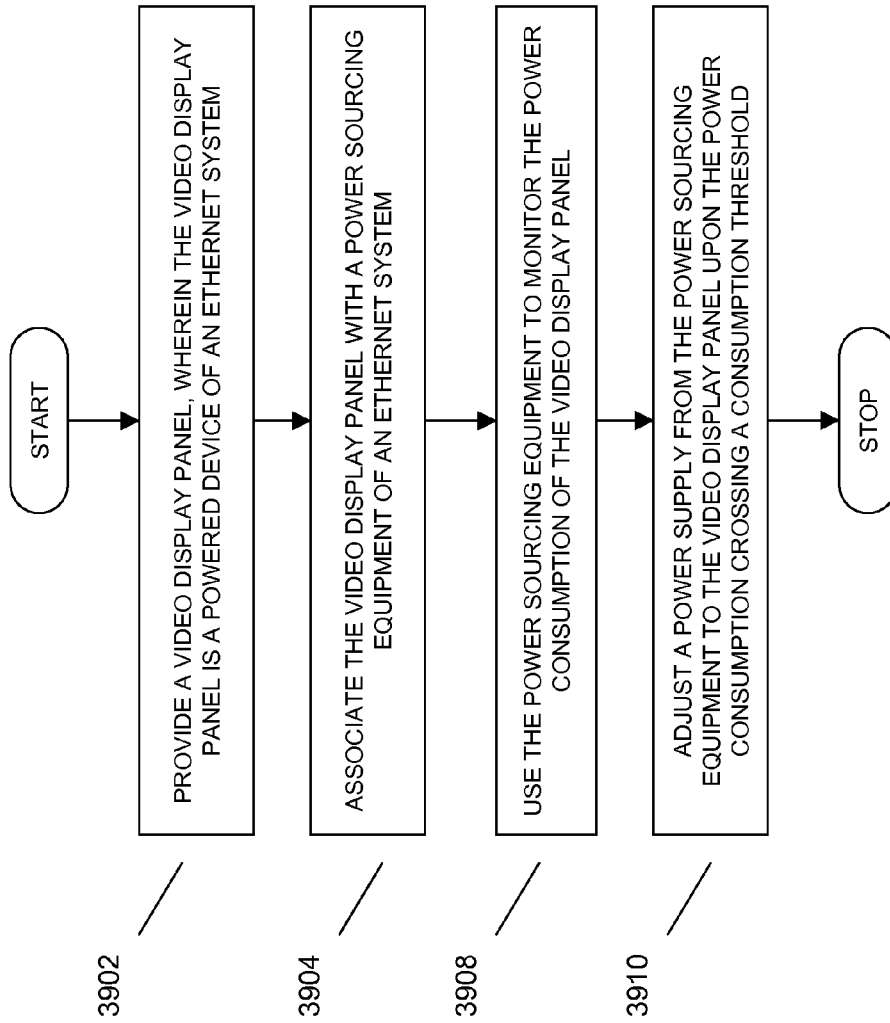 START
3902
PROVIDE A VIDEO DISPLAY PANEL, WHEREIN THE VIDEO DISPLAY
PANEL IS A POWERED DEVICE OF AN ETHERNET SYSTEM
3904
ASSOCIATE THE VIDEO DISPLAY PANEL WITH A POWER SOURCING
EQUIPMENT OF AN ETHERNET SYSTEM
3908
USE THE POWER SOURCING EQUIPMENT TO MONITOR THE POWER
CONSUMPTION OF THE VIDEO DISPLAY PANEL
3910
ADJUST A POWER SUPPLY FROM THE POWER SOURCING
EQUIPMENT TO THE VIDEO DISPLAY PANEL UPON THE POWER
CONSUMPTION CROSSING A CONSUMPTION THRESHOLD
STOP